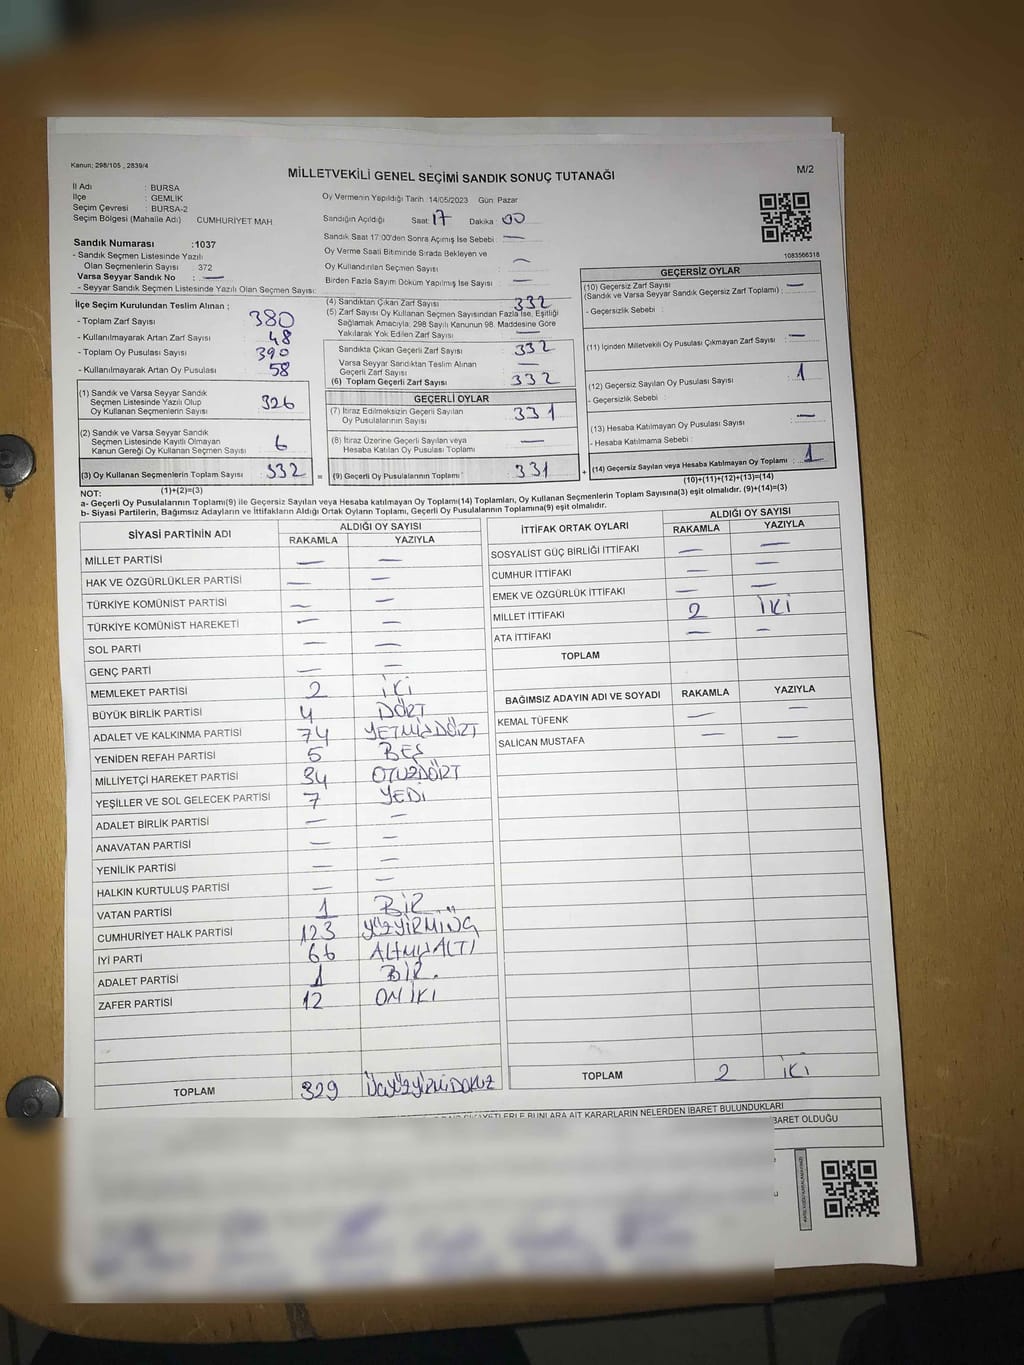 Kanun: 298/105 , 2839/4
MİLLETVEKİLİ GENEL SEÇİMİ SANDIK SONUÇ TUTANAĞI
M/2
İl Adı : BURSA
İlçe : GEMLİK
Seçim Çevresi : BURSA-2
Seçim Bölgesi (Mahalle Adı) CUMHURİYET MAH
Oy Vermenin Yapıldığı Tarih 14/05/2023 Gün: Pazar
Sandığın Açıldığı Saat: 17 Dakika : 00
Sandık Saat 17:00'den Sonra Açılmış İse Sebebi : —
Oy Verme Saati Bitiminde Sırada Bekleyen ve
Oy Kullandırılan Seçmen Sayısı : —
Birden Fazla Sayım Döküm Yapılmış İse Sayısı : —
1083566318
Sandık Numarası :1037
- Sandık Seçmen Listesinde Yazılı
Olan Seçmenlerin Sayısı : 372
Varsa Seyyar Sandık No : —
- Seyyar Sandık Seçmen Listesinde Yazılı Olan Seçmen Sayısı:
İlçe Seçim Kurulundan Teslim Alınan ;
- Toplam Zarf Sayısı : 380
- Kullanılmayarak Artan Zarf Sayısı : 48
- Toplam Oy Pusulası Sayısı : 390
- Kullanılmayarak Artan Oy Pusulası : 58
(1) Sandık ve Varsa Seyyar Sandık
Seçmen Listesinde Yazılı Olup
Oy Kullanan Seçmenlerin Sayısı : 326
(2) Sandık ve Varsa Seyyar Sandık
Seçmen Listesinde Kayıtlı Olmayan
Kanun Gereği Oy Kullanan Seçmen Sayısı : 6
(3) Oy Kullanan Seçmenlerin Toplam Sayısı : 332
(1)+(2)=(3)
(4) Sandıktan Çıkan Zarf Sayısı : 332
(5) Zarf Sayısı Oy Kullanan Seçmen Sayısından Fazla İse, Eşitliği
Sağlamak Amacıyla; 298 Sayılı Kanunun 98. Maddesine Göre
Yakılarak Yok Edilen Zarf Sayısı : —
Sandıkta Çıkan Geçerli Zarf Sayısı : 332
Varsa Seyyar Sandıktan Teslim Alınan
Geçerli Zarf Sayısı : —
(6) Toplam Geçerli Zarf Sayısı : 332
GEÇERLİ OYLAR
(7) İtiraz Edilmeksizin Geçerli Sayılan
Oy Pusulalarının Sayısı : 331
(8) İtiraz Üzerine Geçerli Sayılan veya
Hesaba Katılan Oy Pusulası Toplamı : —
= (9) Geçerli Oy Pusulalarının Toplamı : 331
GEÇERSİZ OYLAR
(10) Geçersiz Zarf Sayısı : —
(Sandık ve Varsa Seyyar Sandık Geçersiz Zarf Toplamı)
- Geçersizlik Sebebi :
(11) İçinden Milletvekili Oy Pusulası Çıkmayan Zarf Sayısı : —
(12) Geçersiz Sayılan Oy Pusulası Sayısı : 1
- Geçersizlik Sebebi :
(13) Hesaba Katılmayan Oy Pusulası Sayısı : —
- Hesaba Katılmama Sebebi :
+ (14) Geçersiz Sayılan veya Hesaba Katılmayan Oy Toplamı : 1
(10)+(11)+(12)+(13)=(14)
NOT:
a- Geçerli Oy Pusulalarının Toplamı(9) ile Geçersiz Sayılan veya Hesaba katılmayan Oy Toplamı(14) Toplamları, Oy Kullanan Seçmenlerin Toplam Sayısına(3) eşit olmalıdır. (9)+(14)=(3)
b- Siyasi Partilerin, Bağımsız Adayların ve İttifakların Aldığı Ortak Oyların Toplamı, Geçerli Oy Pusulalarının Toplamına(9) eşit olmalıdır.
SİYASİ PARTİNİN ADI ALDIĞI OY SAYISI
RAKAMLA YAZIYLA
MİLLET PARTİSİ — —
HAK VE ÖZGÜRLÜKLER PARTİSİ — —
TÜRKİYE KOMÜNİST PARTİSİ — —
TÜRKİYE KOMÜNİST HAREKETİ — —
SOL PARTİ — —
GENÇ PARTİ — —
MEMLEKET PARTİSİ 2 İKİ
BÜYÜK BİRLİK PARTİSİ 4 DÖRT
ADALET VE KALKINMA PARTİSİ 74 YETMİŞDÖRT
YENİDEN REFAH PARTİSİ 5 BEŞ
MİLLİYETÇİ HAREKET PARTİSİ 34 OTUZDÖRT
YEŞİLLER VE SOL GELECEK PARTİSİ 7 YEDİ
ADALET BİRLİK PARTİSİ — —
ANAVATAN PARTİSİ — —
YENİLİK PARTİSİ — —
HALKIN KURTULUŞ PARTİSİ — —
VATAN PARTİSİ 1 BİR
CUMHURİYET HALK PARTİSİ 123 YÜZYİRMİÜÇ
İYİ PARTİ 66 ALTMIŞALTI
ADALET PARTİSİ 1 BİR.
ZAFER PARTİSİ 12 ON İKİ
TOPLAM 329 ÜÇYÜZYİRMİDOKUZ
İTTİFAK ORTAK OYLARI ALDIĞI OY SAYISI
RAKAMLA YAZIYLA
SOSYALİST GÜÇ BİRLİĞİ İTTİFAKI — —
CUMHUR İTTİFAKI — —
EMEK VE ÖZGÜRLÜK İTTİFAKI — —
MİLLET İTTİFAKI 2 İKİ
ATA İTTİFAKI — —
TOPLAM
BAĞIMSIZ ADAYIN ADI VE SOYADI RAKAMLA YAZIYLA
KEMAL TÜFENK — —
SALİCAN MUSTAFA — —
TOPLAM 2 İKİ
BUNLARA AİT KARARLARIN NELERDEN İBARET BULUNDUKLARI
İBARET OLDUĞU